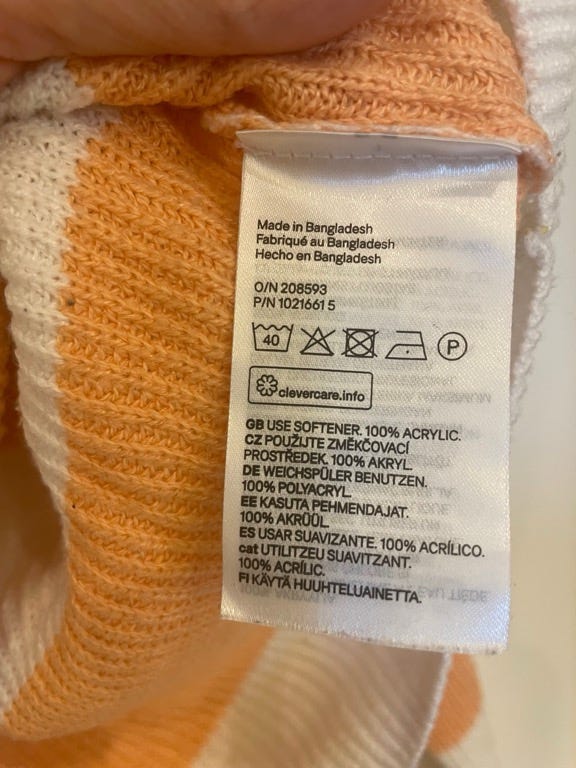 Made in Bangladesh
Fabriqué au Bangladesh
Hecho en Bangladesh
O/N 208593
P/N 1021661 5
40 P
clevercare.info
GB USE SOFTENER. 100% ACRYLIC.
CZ POUŽIJTE ZMĚKČOVACÍ
PROSTŘEDEK. 100% AKRYL.
DE WEICHSPÜLER BENUTZEN.
100% POLYACRYL.
EE KASUTA PEHMENDAJAT.
100% AKRÜÜL.
ES USAR SUAVIZANTE. 100% ACRÍLICO.
cat UTILITZEU SUAVITZANT.
100% ACRÍLIC.
FI KÄYTÄ HUUHTELUAINETTA.